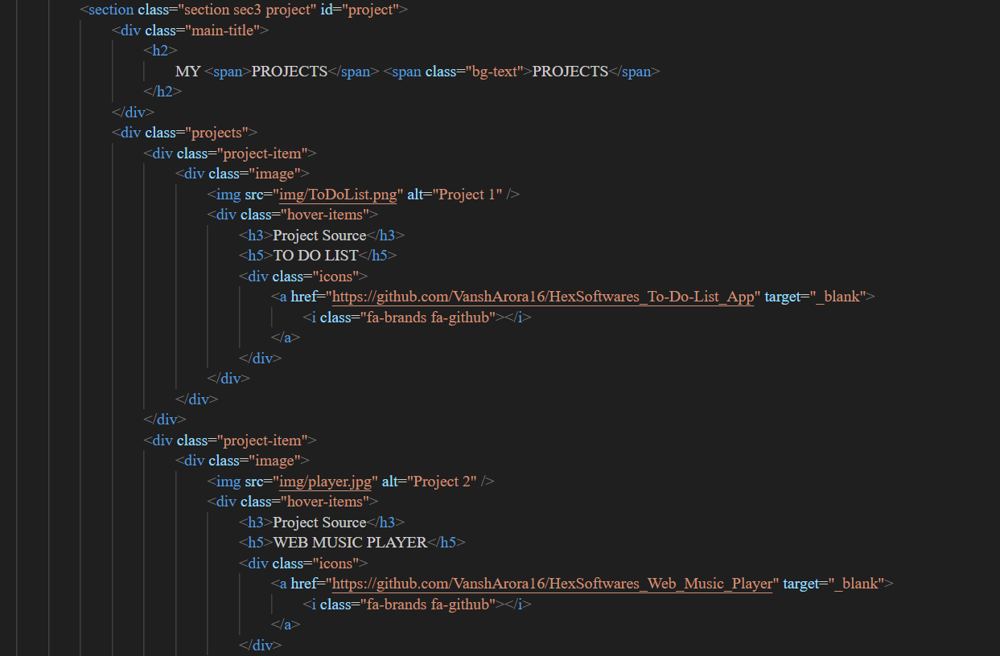 <section class="section sec3 project" id="project">
<div class="main-title">
<h2>
MY <span>PROJECTS</span> <span class="bg-text">PROJECTS</span>
</h2>
</div>
<div class="projects">
<div class="project-item">
<div class="image">
<img src="img/ToDoList.png" alt="Project 1" />
<div class="hover-items">
<h3>Project Source</h3>
<h5>TO DO LIST</h5>
<div class="icons">
<a href="https://github.com/VanshArora16/HexSoftwares_To-Do-List_App" target="_blank">
<i class="fa-brands fa-github"></i>
</a>
</div>
</div>
</div>
</div>
<div class="project-item">
<div class="image">
<img src="img/player.jpg" alt="Project 2" />
<div class="hover-items">
<h3>Project Source</h3>
<h5>WEB MUSIC PLAYER</h5>
<div class="icons">
<a href="https://github.com/VanshArora16/HexSoftwares_Web_Music_Player" target="_blank">
<i class="fa-brands fa-github"></i>
</a>
</div>